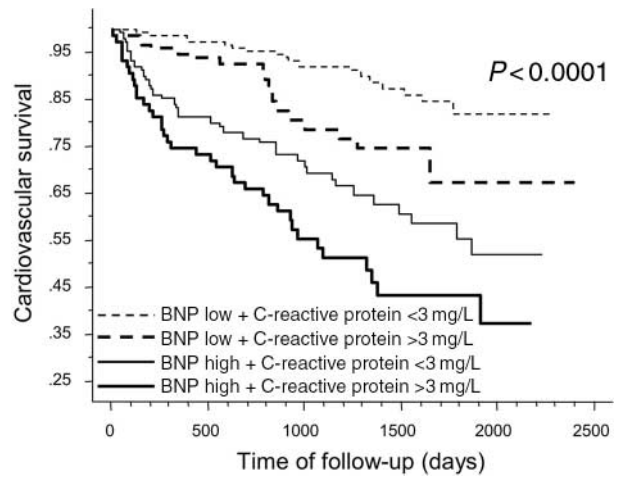 Cardiovascular survival
.95
.85
.75
.65
.55
.45
.35
.25
P<0.0001
BNP low + C-reactive protein <3 mg/L
BNP low + C-reactive protein >3 mg/L
BNP high + C-reactive protein <3 mg/L
BNP high + C-reactive protein >3 mg/L
0 500 1000 1500 2000 2500
Time of follow-up (days)